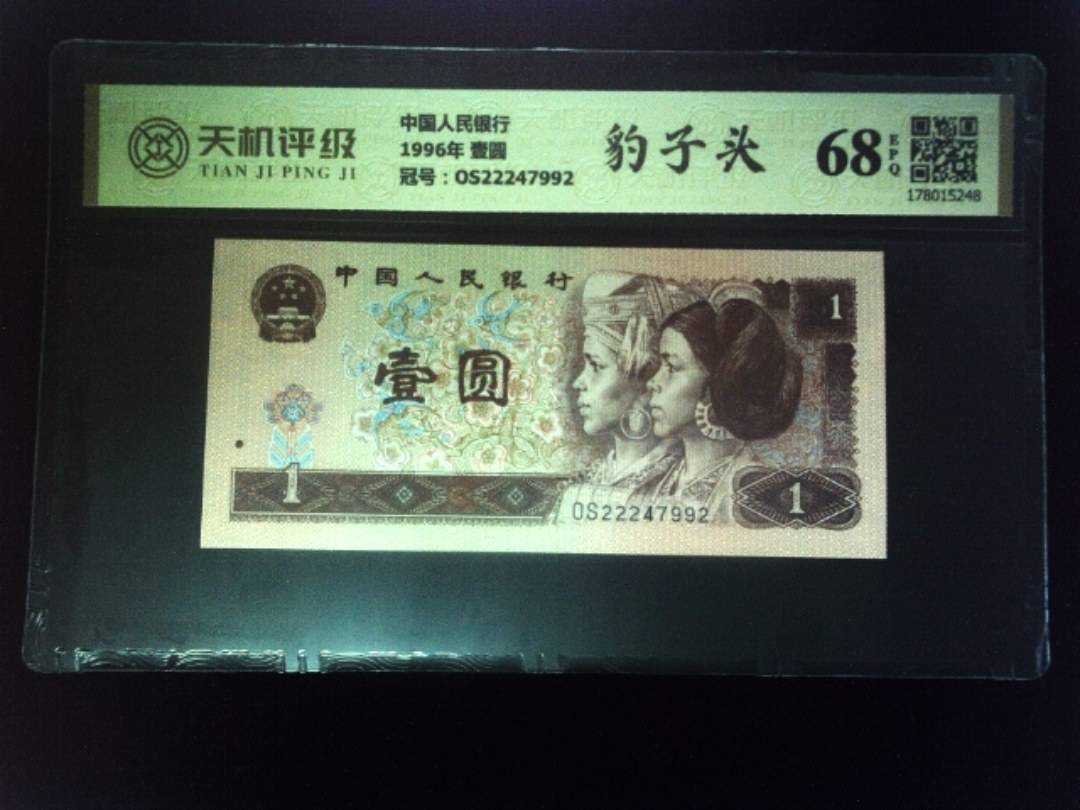 天机评级
TIAN JI PING JI
中国人民银行
1996年 壹圆
冠号：OS22247992
豹子头
68
EPQ
178015248
中国人民银行
1
壹圆
1
OS22247992
1